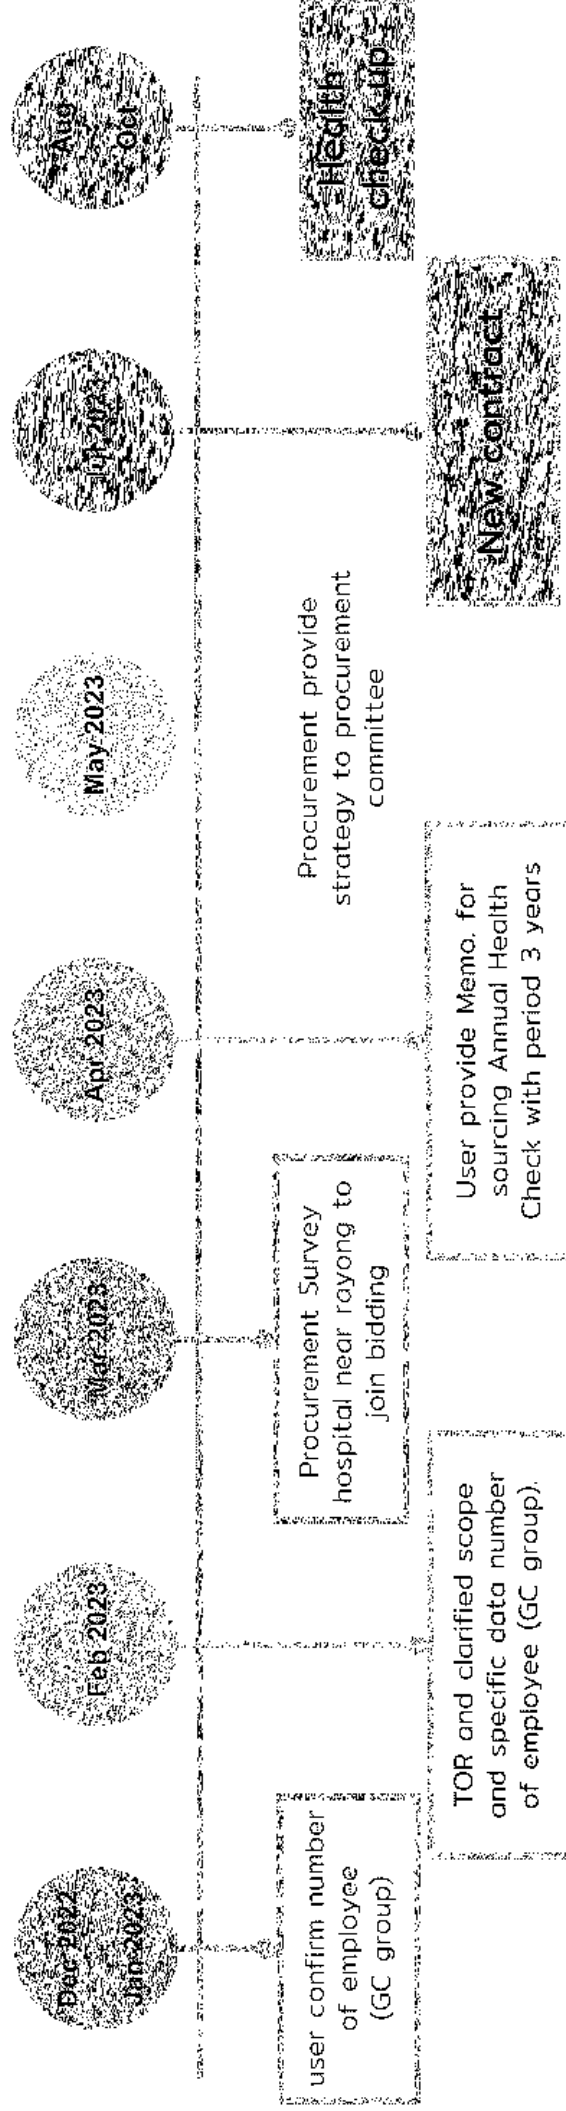 Dec 2022
Jan 2023
Feb 2023
Mar 2023
Apr 2023
May 2023
Jul 2023
Aug
Oct
user confirm number
of employee
(GC group)
TOR and clarified scope
and specific data number
of employee (GC group).
Procurement Survey
hospital near rayong to
join bidding
User provide Memo. for
sourcing Annual Health
Check with period 3 years
Procurement provide
strategy to procurement
committee
New contract
Health
check up